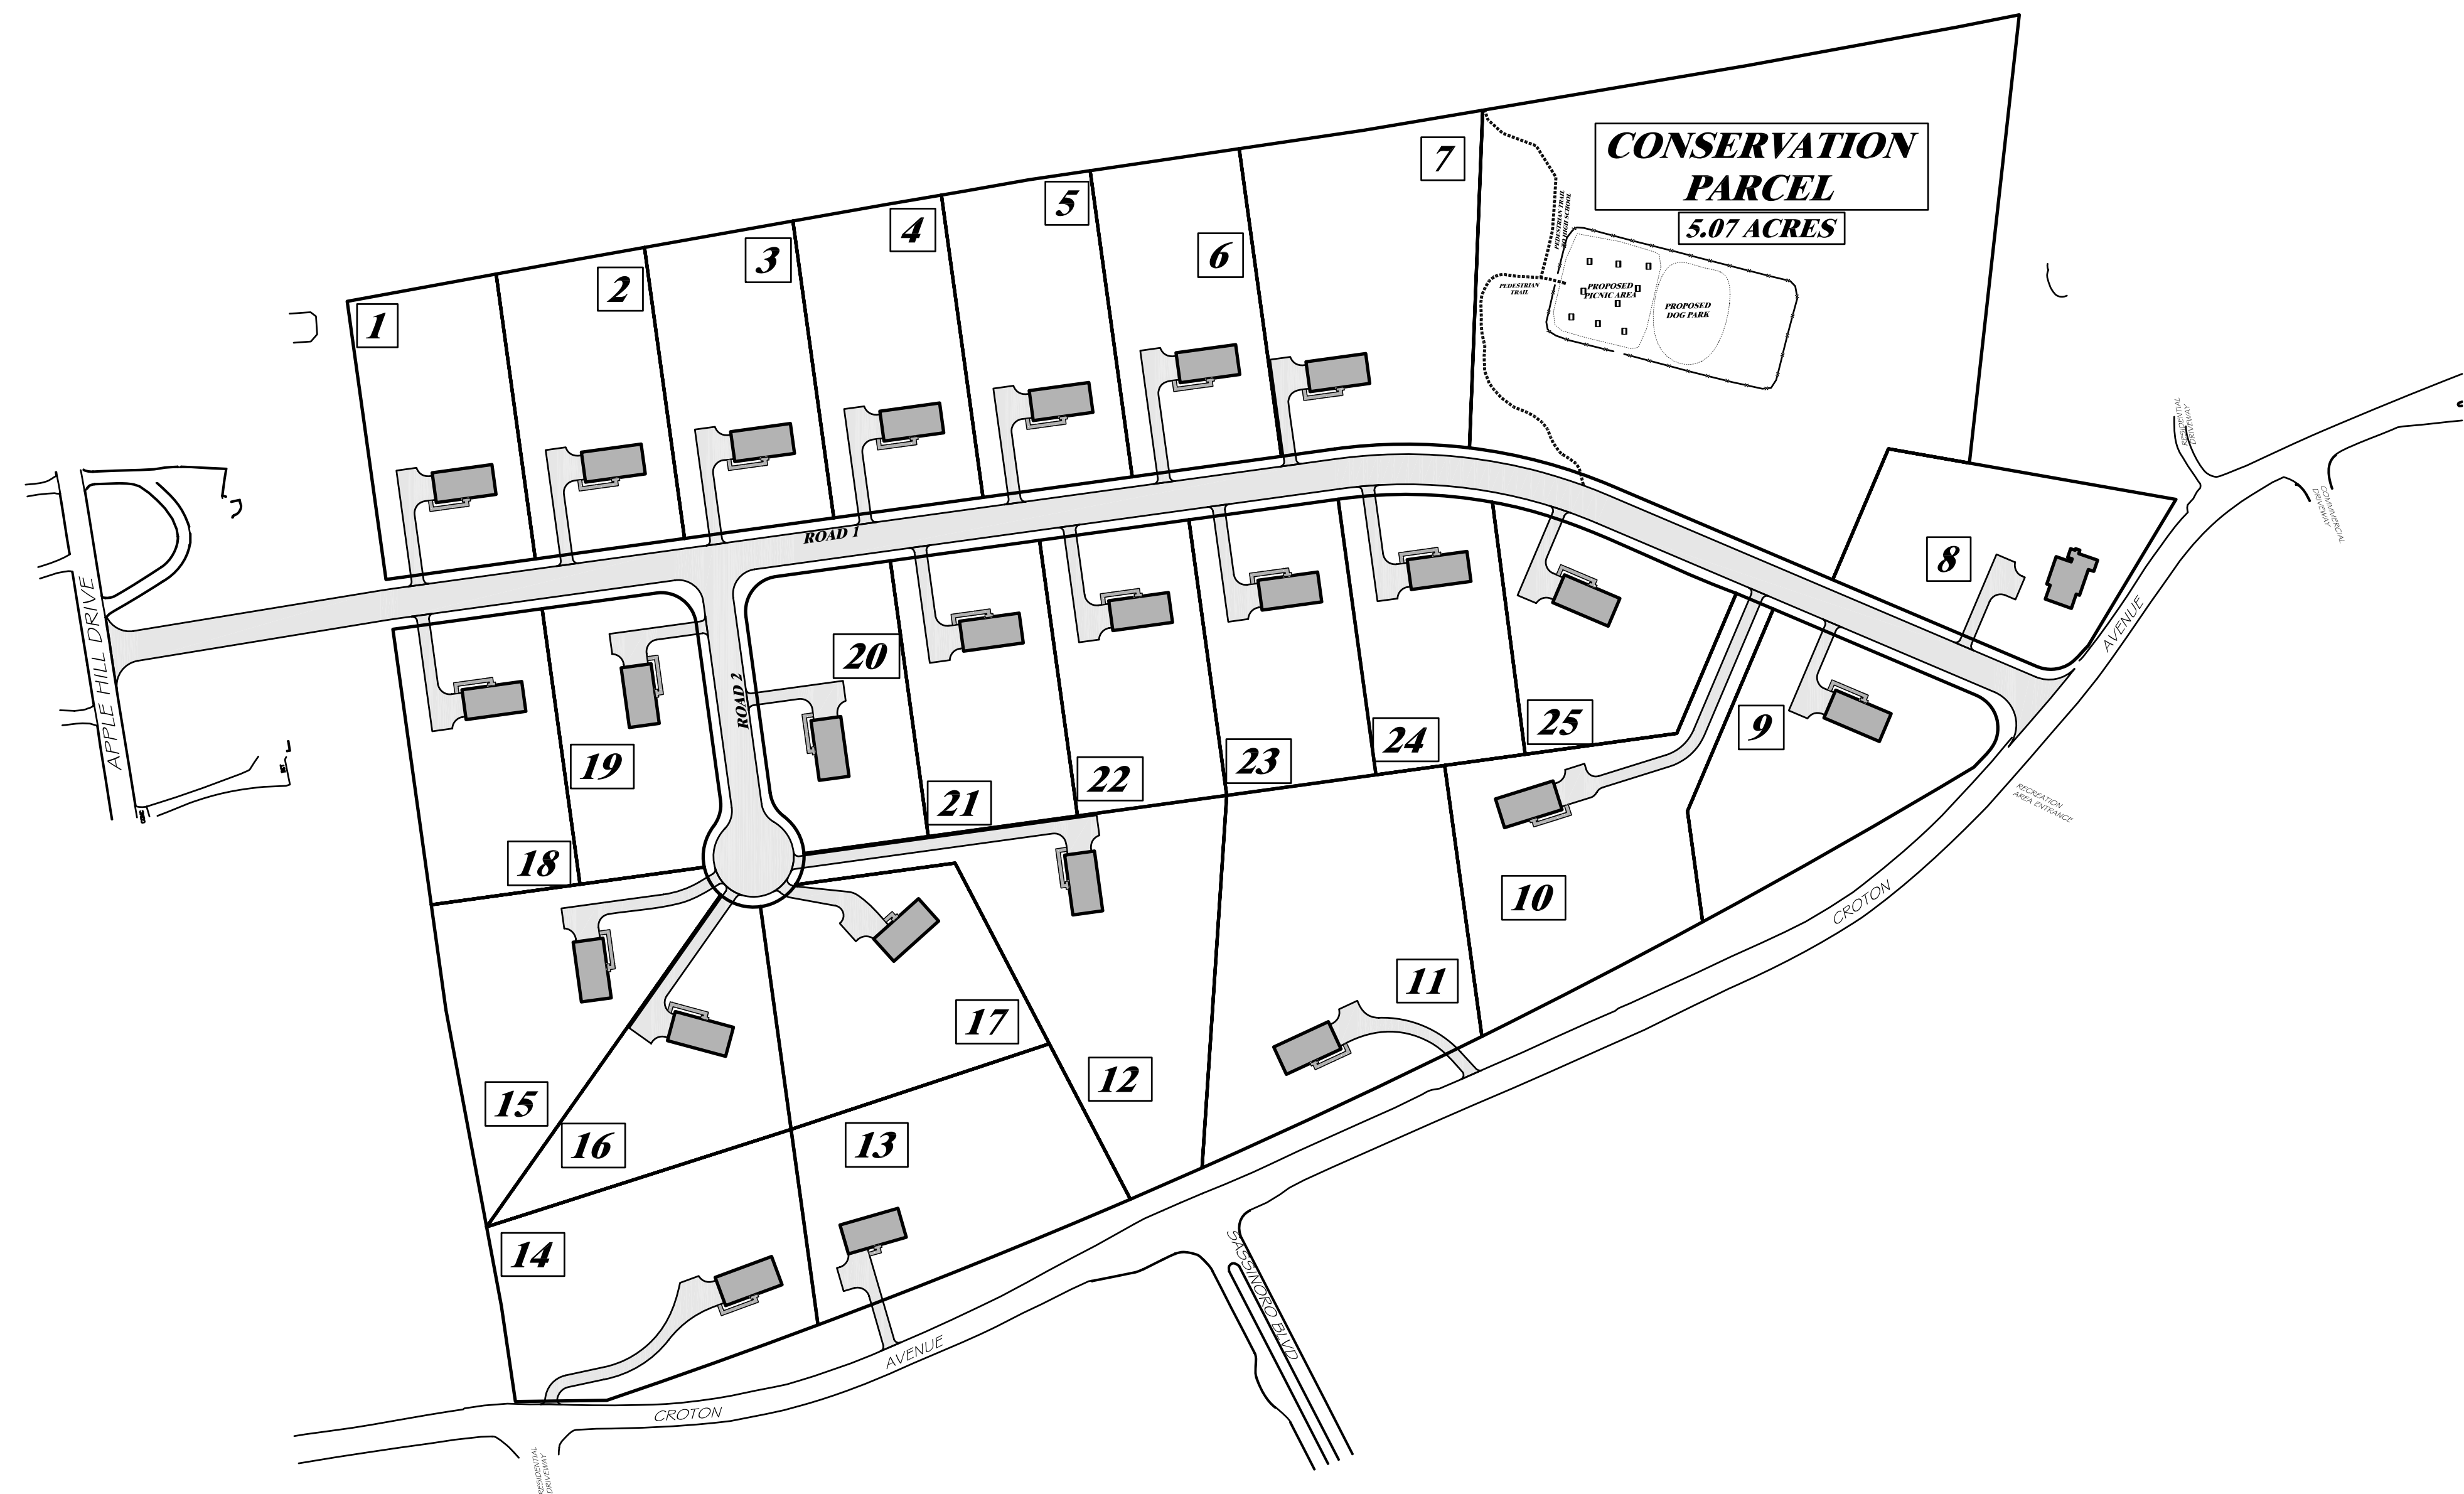 CONSERVATION
PARCEL
5.07 ACRES
7
5
4
6
3
2
1
PEDESTRIAN TRAIL
TO HIGH SCHOOL
PEDESTRIAN
TRAIL
PROPOSED
PICNIC AREA
PROPOSED
DOG PARK
RESIDENTIAL
DRIVEWAY
COMMMERCIAL
DRIVEWAY
ROAD 1
8
AVENUE
APPLE HILL DRIVE
20
ROAD 2
25
9
24
19
23
22
21
18
RECREATION
AREA ENTRANCE
10
CROTON
11
17
12
15
16
13
14
SASSINORO BLVD
AVENUE
CROTON
RESIDENTIAL
DRIVEWAY